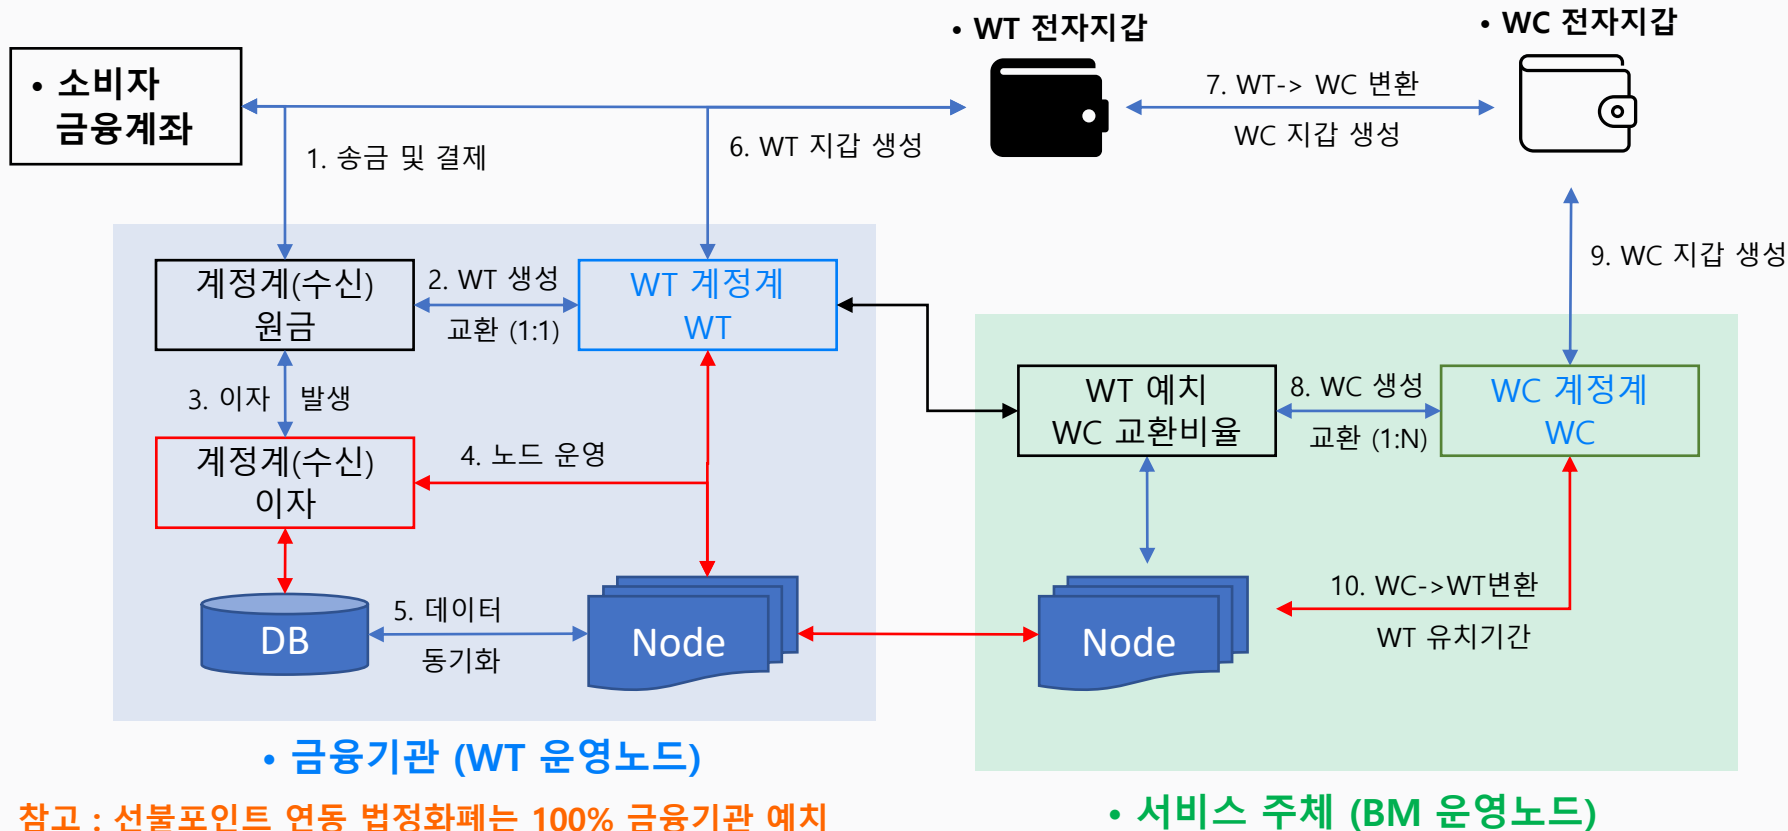 • WT 전자지갑
• WC 전자지갑
• 소비자
금융계좌
7. WT-> WC 변환
WC 지갑 생성
1. 송금 및 결제
6. WT 지갑 생성
9. WC 지갑 생성
계정계(수신)
원금
2. WT 생성
교환 (1:1)
WT 계정계
WT
3. 이자 발생
WT 예치
WC 교환비율
8. WC 생성
교환 (1:N)
WC 계정계
WC
계정계(수신)
이자
4. 노드 운영
DB
5. 데이터
동기화
Node
Node
10. WC->WT변환
WT 유치기간
• 금융기관 (WT 운영노드)
• 서비스 주체 (BM 운영노드)
참고 : 선불포인트 연동 법정화폐는 100% 금융기관 예치